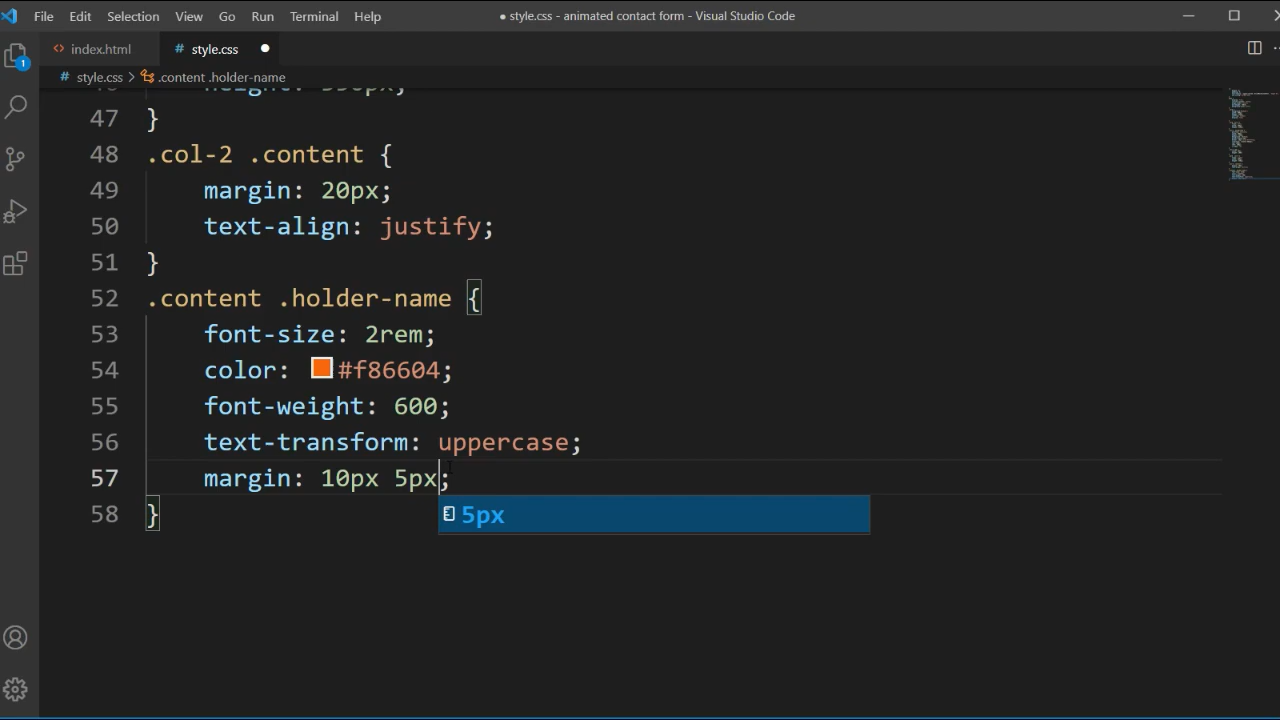 File Edit Selection View Go Run Terminal Help ● style.css - animated contact form - Visual Studio Code
<> index.html # style.css ●
1
# style.css > .content .holder-name
47 }
48 .col-2 .content {
49 margin: 20px;
50 text-align: justify;
51 }
52 .content .holder-name {
53 font-size: 2rem;
54 color: #f86604;
55 font-weight: 600;
56 text-transform: uppercase;
57 margin: 10px 5px;
5px
58 }